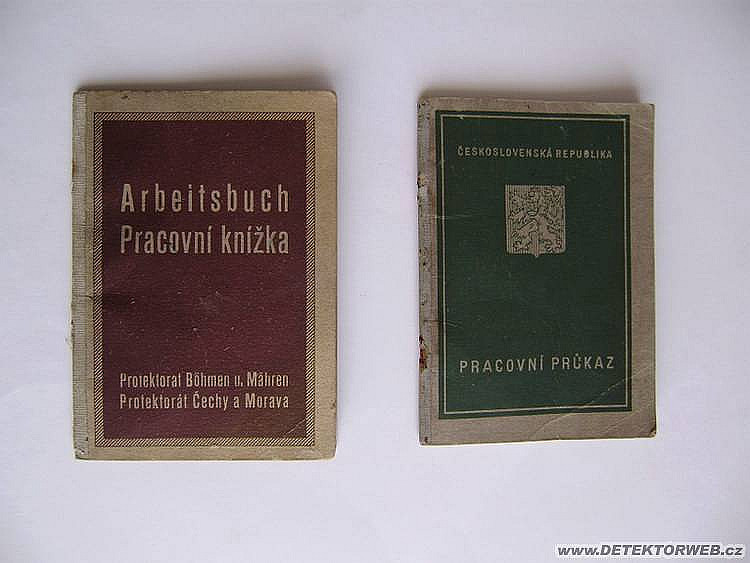 Arbeitsbuch
Pracovní knížka
Protektorat Böhmen u. Mähren
Protektorát Čechy a Morava
ČESKOSLOVENSKÁ REPUBLIKA
PRACOVNÍ PRŮKAZ
www.DETEKTORWEB.cz